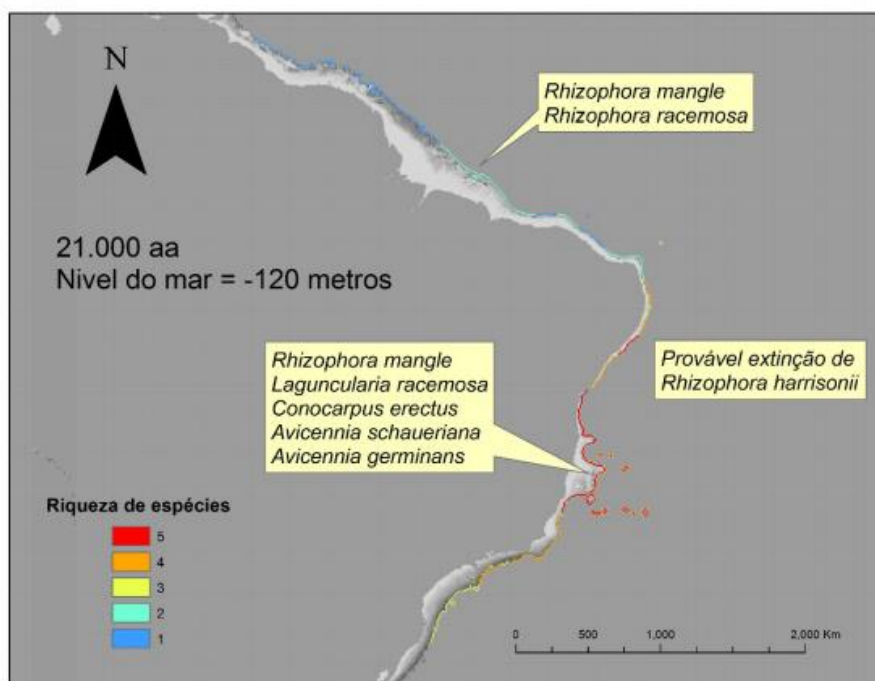 N
Rhizophora mangle
Rhizophora racemosa
21.000 aa
Nivel do mar = -120 metros
Rhizophora mangle
Laguncularia racemosa
Conocarpus erectus
Avicennia schaueriana
Avicennia germinans
Provável extinção de
Rhizophora harrisonii
Riqueza de espécies
5
4
3
2
1
0 500 1,000 2,000 Km